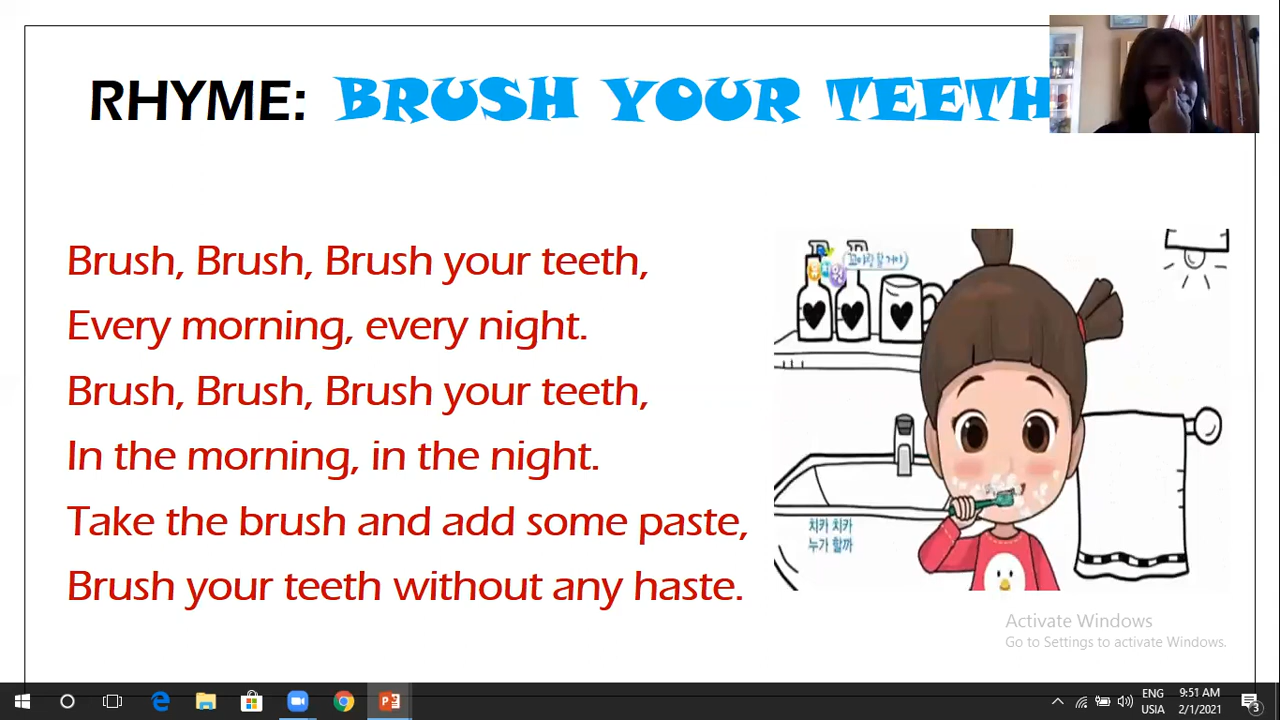 RHYME: BRUSH YOUR TEETH
Brush, Brush, Brush your teeth,
Every morning, every night.
Brush, Brush, Brush your teeth,
In the morning, in the night.
Take the brush and add some paste,
Brush your teeth without any haste.
치카 치카
누가 할까
Activate Windows
Go to Settings to activate Windows.
ENG
USIA
9:51 AM
2/1/2021
3